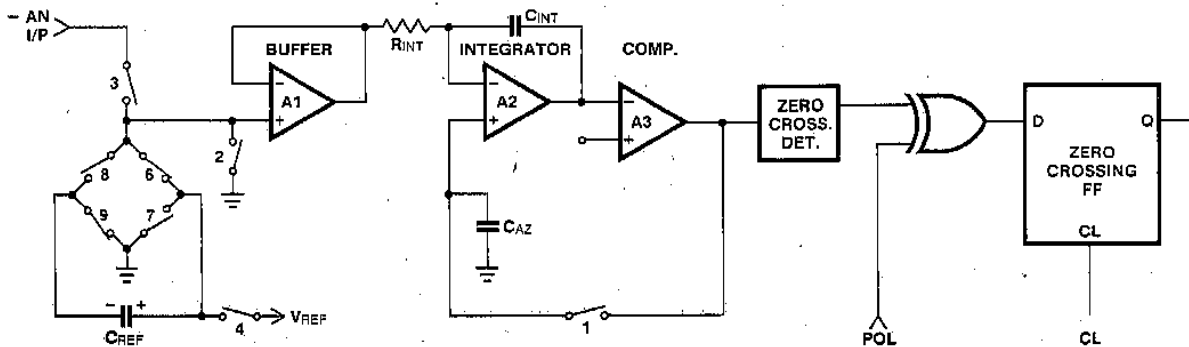 – AN
I/P
3
8
6
9
7
– +
CREF
4
VREF
2
BUFFER
–
A1
+
RINT
CINT
INTEGRATOR
–
A2
+
CAZ
1
COMP.
–
A3
+
ZERO
CROSS.
DET.
POL
D
Q
ZERO
CROSSING
FF
CL
CL